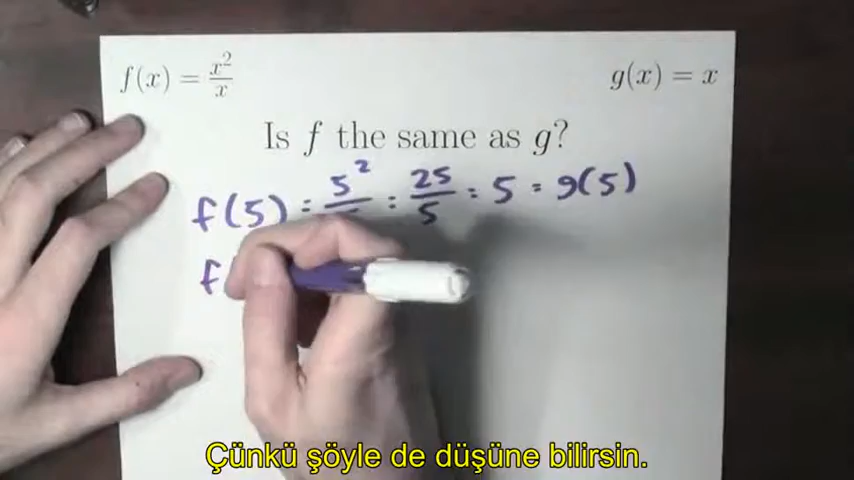 f(x) = x²/x
g(x) = x
Is f the same as g?
f(5) = 5² = 25/5 = 5 = g(5)
f
Çünkü şöyle de düşüne bilirsin.